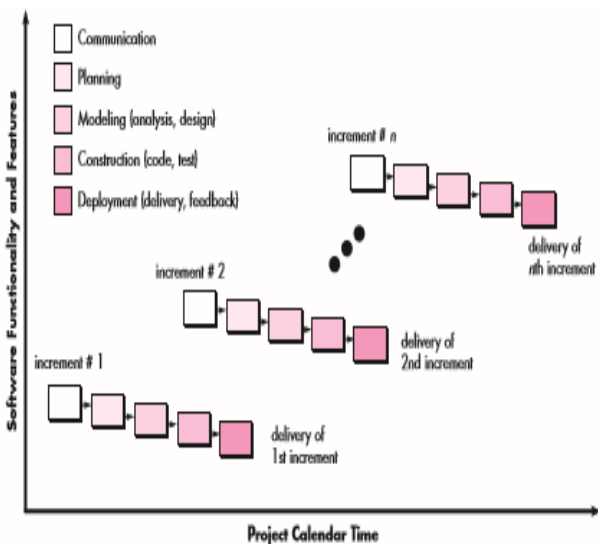 Software Functionality and Features
Communication
Planning
Modeling (analysis, design)
Construction (code, test)
Deployment (delivery, feedback)
increment # n
delivery of
nth increment
increment # 2
delivery of
2nd increment
increment # 1
delivery of
1st increment
Project Calendar Time